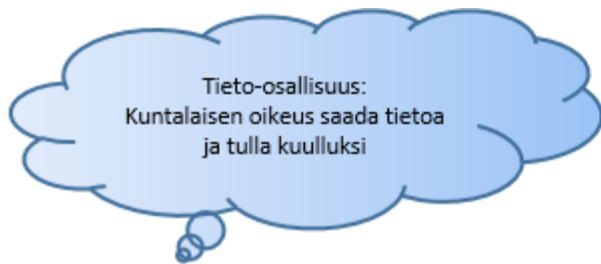 Tieto-osallisuus:
Kuntalaisen oikeus saada tietoa
ja tulla kuulluksi